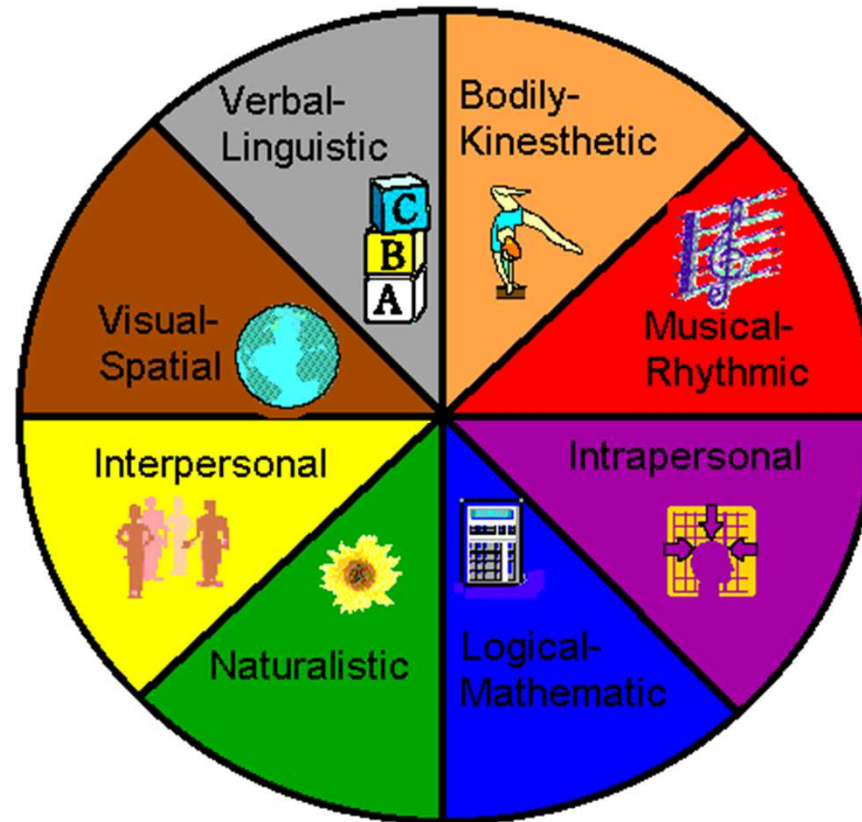 Verbal-
Linguistic
Bodily-
Kinesthetic
C
B
A
Visual-
Spatial
Musical-
Rhythmic
Interpersonal
Intrapersonal
Naturalistic
Logical-
Mathematic